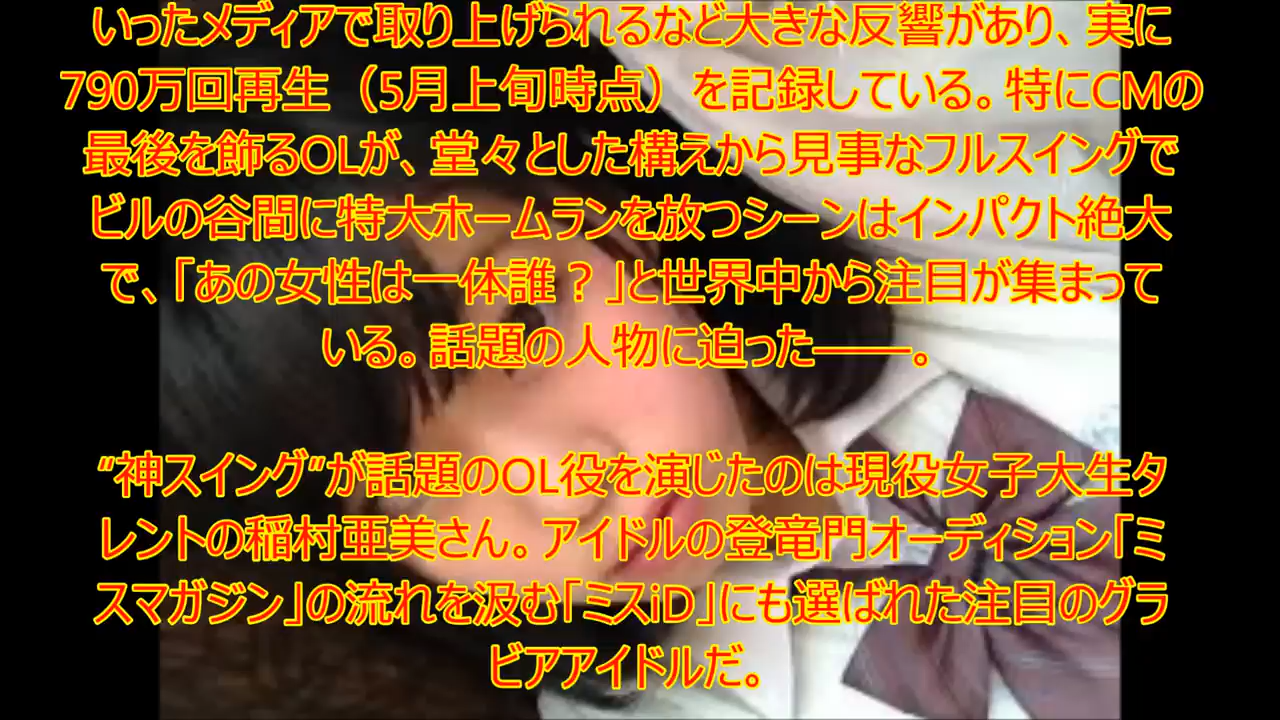 いったメディアで取り上げられるなど大きな反響があり、実に
790万回再生（5月上旬時点）を記録している。特にCMの
最後を飾るOLが、堂々とした構えから見事なフルスイングで
ビルの谷間に特大ホームランを放つシーンはインパクト絶大
で、「あの女性は一体誰？」と世界中から注目が集まって
いる。話題の人物に迫った――。
“神スイング”が話題のOL役を演じたのは現役女子大生タ
レントの稲村亜美さん。アイドルの登竜門オーディション「ミ
スマガジン」の流れを汲む「ミスiD」にも選ばれた注目のグラ
ビアアイドルだ。